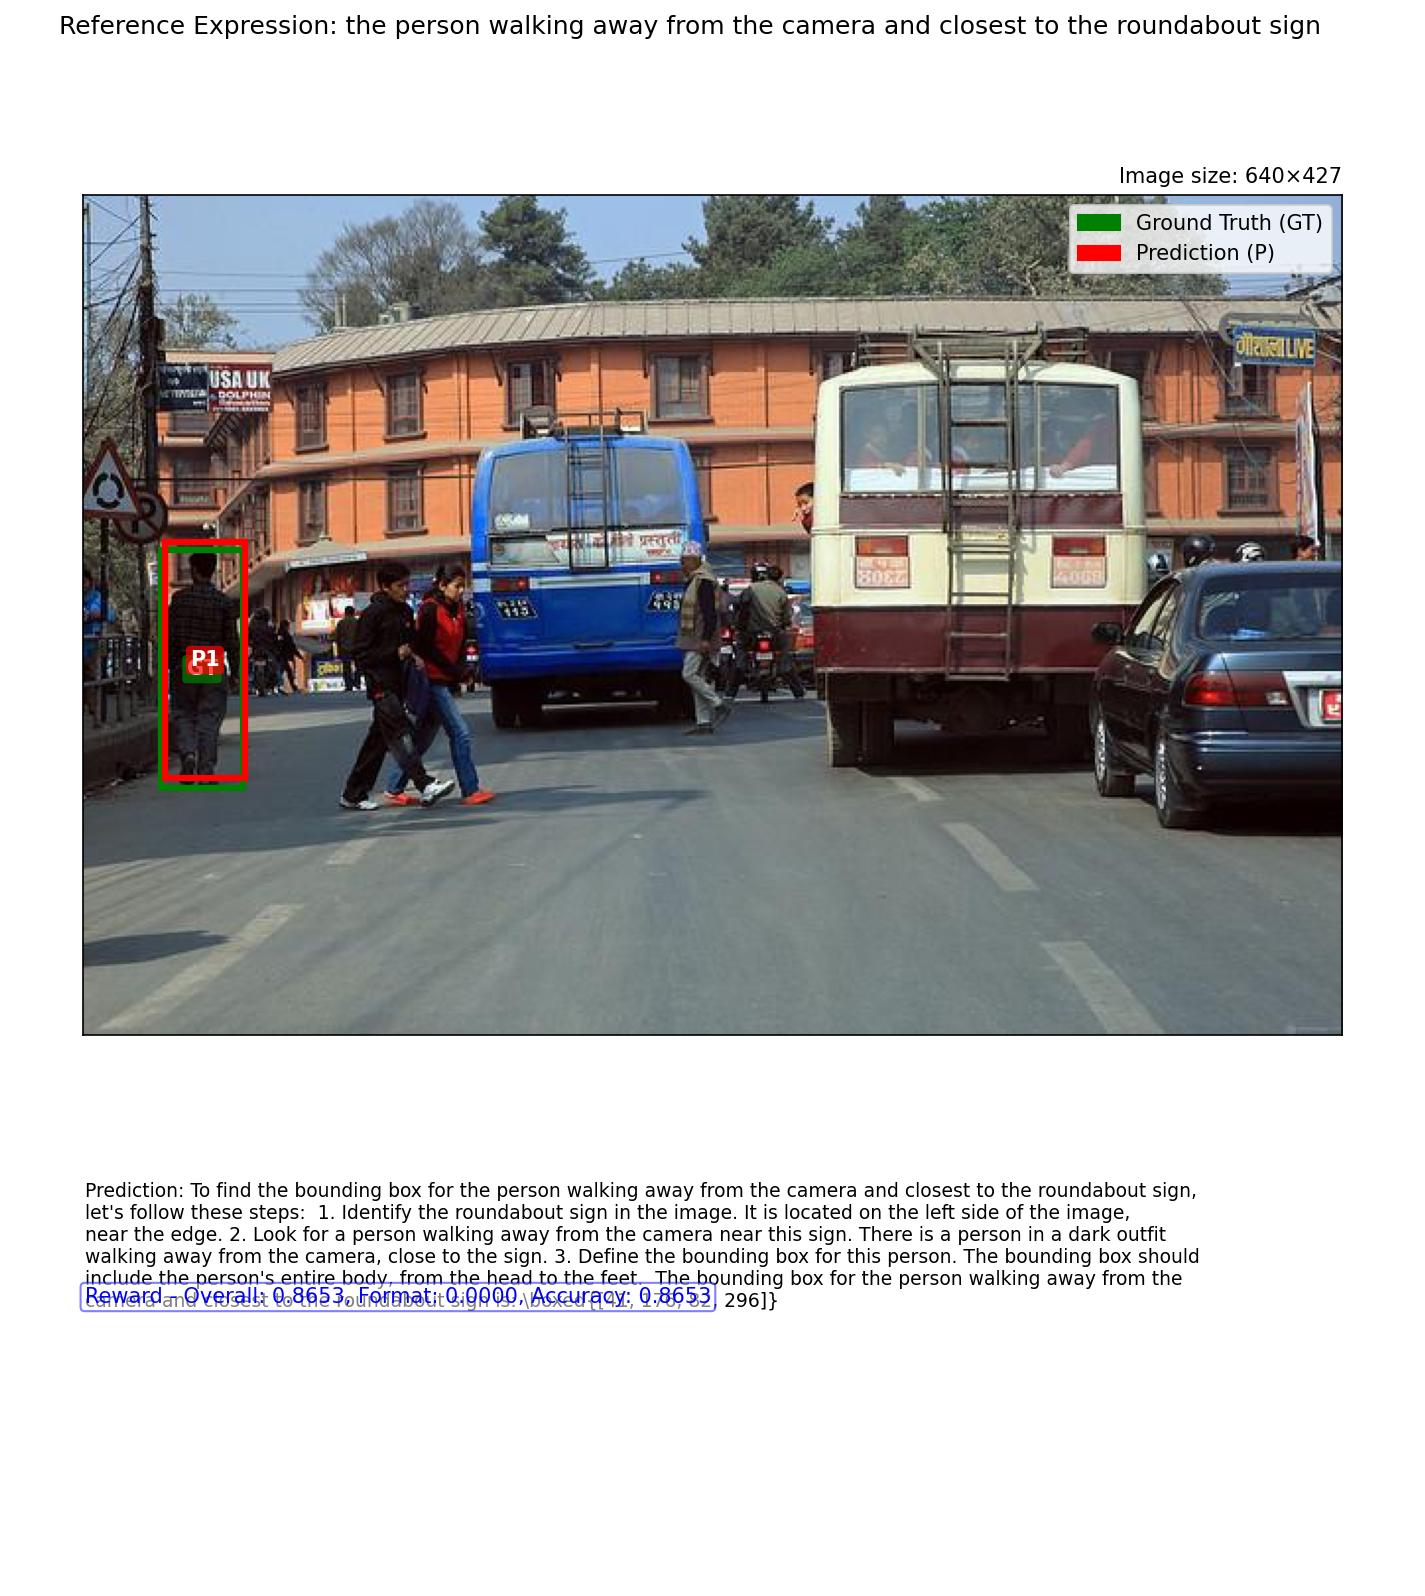 Reference Expression: the person walking away from the camera and closest to the roundabout sign
Image size: 640×427
Ground Truth (GT)
Prediction (P)
गौशाला LIVE
USA UK
DOLPHIN
P
P1
GT
Prediction: To find the bounding box for the person walking away from the camera and closest to the roundabout sign,
let's follow these steps:  1. Identify the roundabout sign in the image. It is located on the left side of the image,
near the edge. 2. Look for a person walking away from the camera near this sign. There is a person in a dark outfit
walking away from the camera, close to the sign. 3. Define the bounding box for this person. The bounding box should
include the person's entire body, from the head to the feet.  The bounding box for the person walking away from the
camera and closest to the roundabout sign is: \boxed{[41, 176, 82, 296]}
Reward - Overall: 0.8653, Format: 0.0000, Accuracy: 0.8653